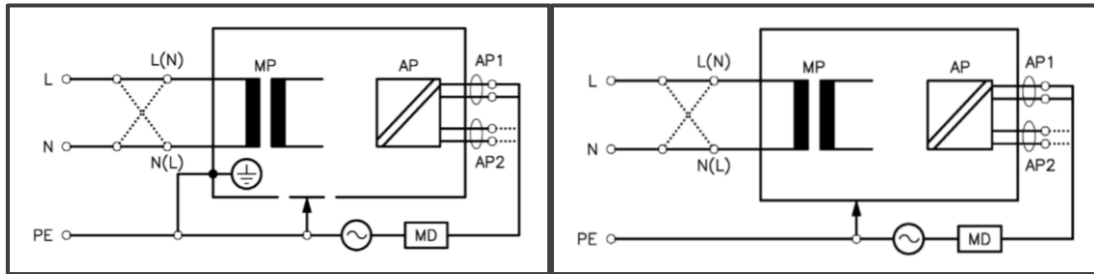 L(N) MP AP AP1
L
N
N(L) AP2
PE MD
L(N) MP AP AP1
L
N
N(L) AP2
PE MD